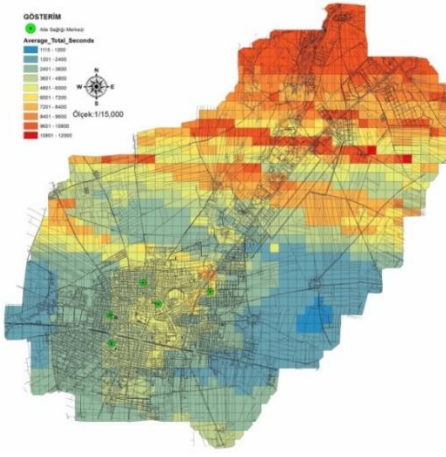 GÖSTERİM
Aile Sağlığı Merkezi
Average_Total_Seconds
1115 - 1200
1201 - 2400
2401 - 3600
3601 - 4800
4801 - 6000
6001 - 7200
7201 - 8400
8401 - 9600
9601 - 10800
10801 - 12000
N
W E
S
Ölçek:1/15,000